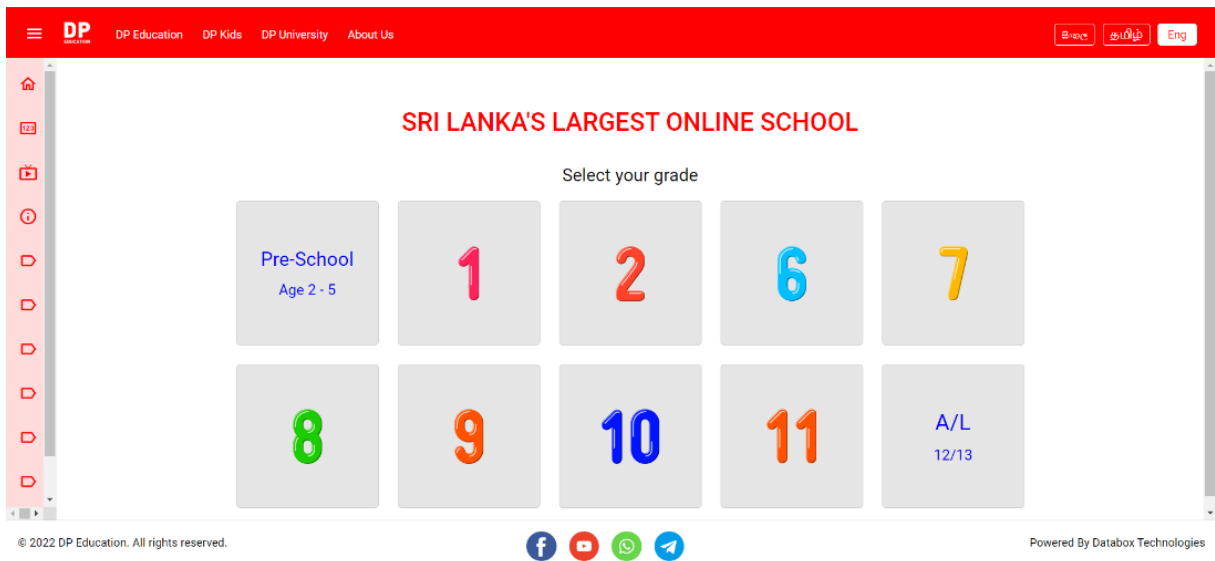 DP
EDUCATION
DP Education
DP Kids
DP University
About Us
සිංහල
தமிழ்
Eng
123
SRI LANKA'S LARGEST ONLINE SCHOOL
Select your grade
Pre-School
Age 2 - 5
1
2
6
7
8
9
10
11
A/L
12/13
© 2022 DP Education. All rights reserved.
Powered By Databox Technologies